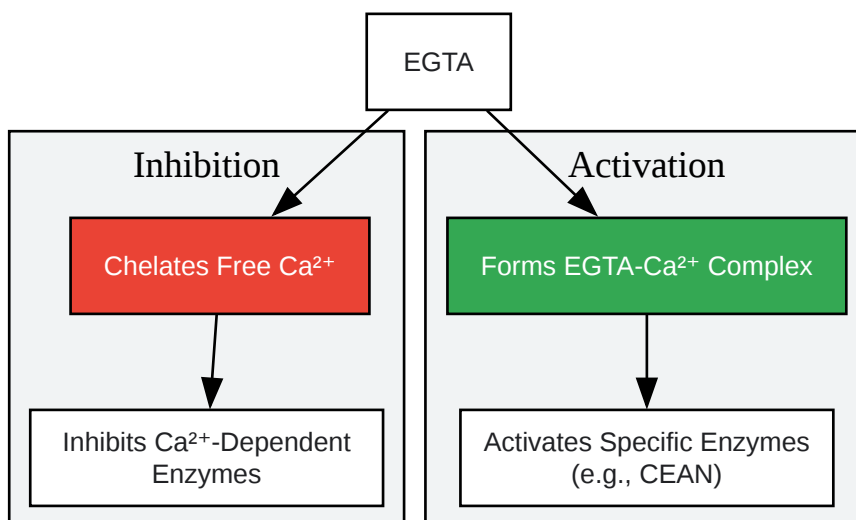 EGTA
Inhibition
Activation
Chelates Free Ca²⁺
Forms EGTA-Ca²⁺ Complex
Inhibits Ca²⁺-Dependent
Enzymes
Activates Specific Enzymes
(e.g., CEAN)